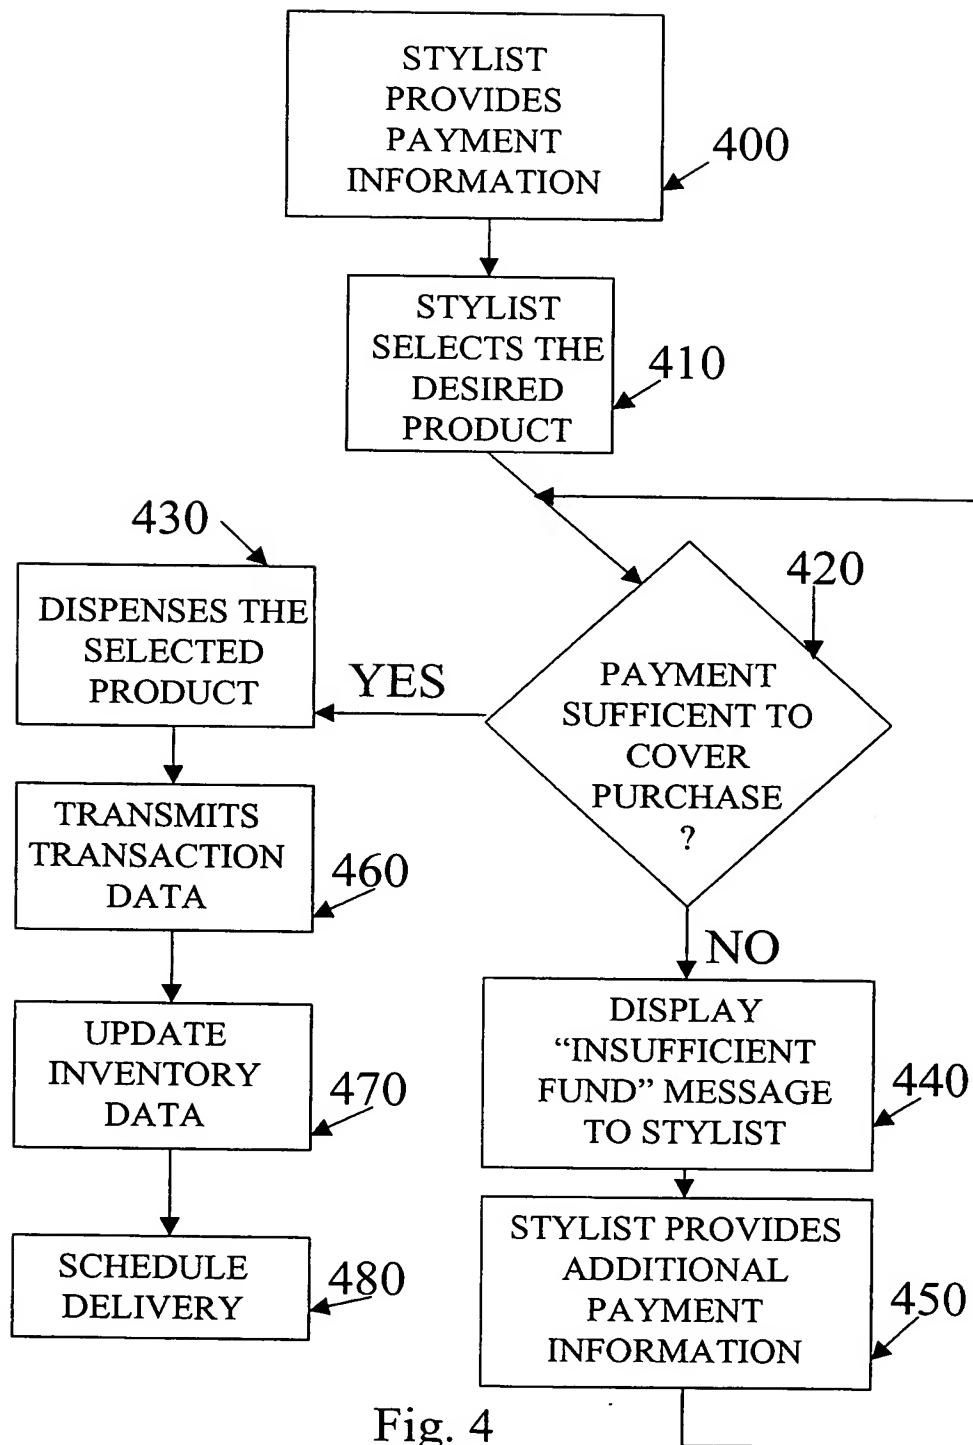 STYLIST
PROVIDES
PAYMENT
INFORMATION
400
STYLIST
SELECTS THE
DESIRED
PRODUCT
410
430
DISPENSES THE
SELECTED
PRODUCT
YES
420
PAYMENT
SUFFICENT TO
COVER
PURCHASE
?
TRANSMITS
TRANSACTION
DATA
460
NO
UPDATE
INVENTORY
DATA
470
DISPLAY
“INSUFFICIENT
FUND” MESSAGE
TO STYLIST
440
SCHEDULE
DELIVERY
480
STYLIST PROVIDES
ADDITIONAL
PAYMENT
INFORMATION
450
Fig. 4